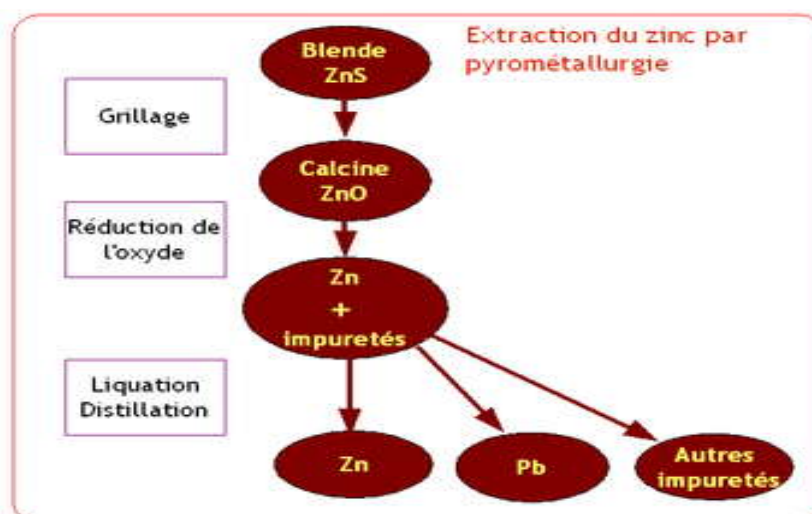 Extraction du zinc par
pyrométallurgie
Blende
ZnS
Grillage
Calcine
ZnO
Réduction de
l'oxyde
Zn
+
impuretés
Liquation
Distillation
Zn
Pb
Autres
impuretés